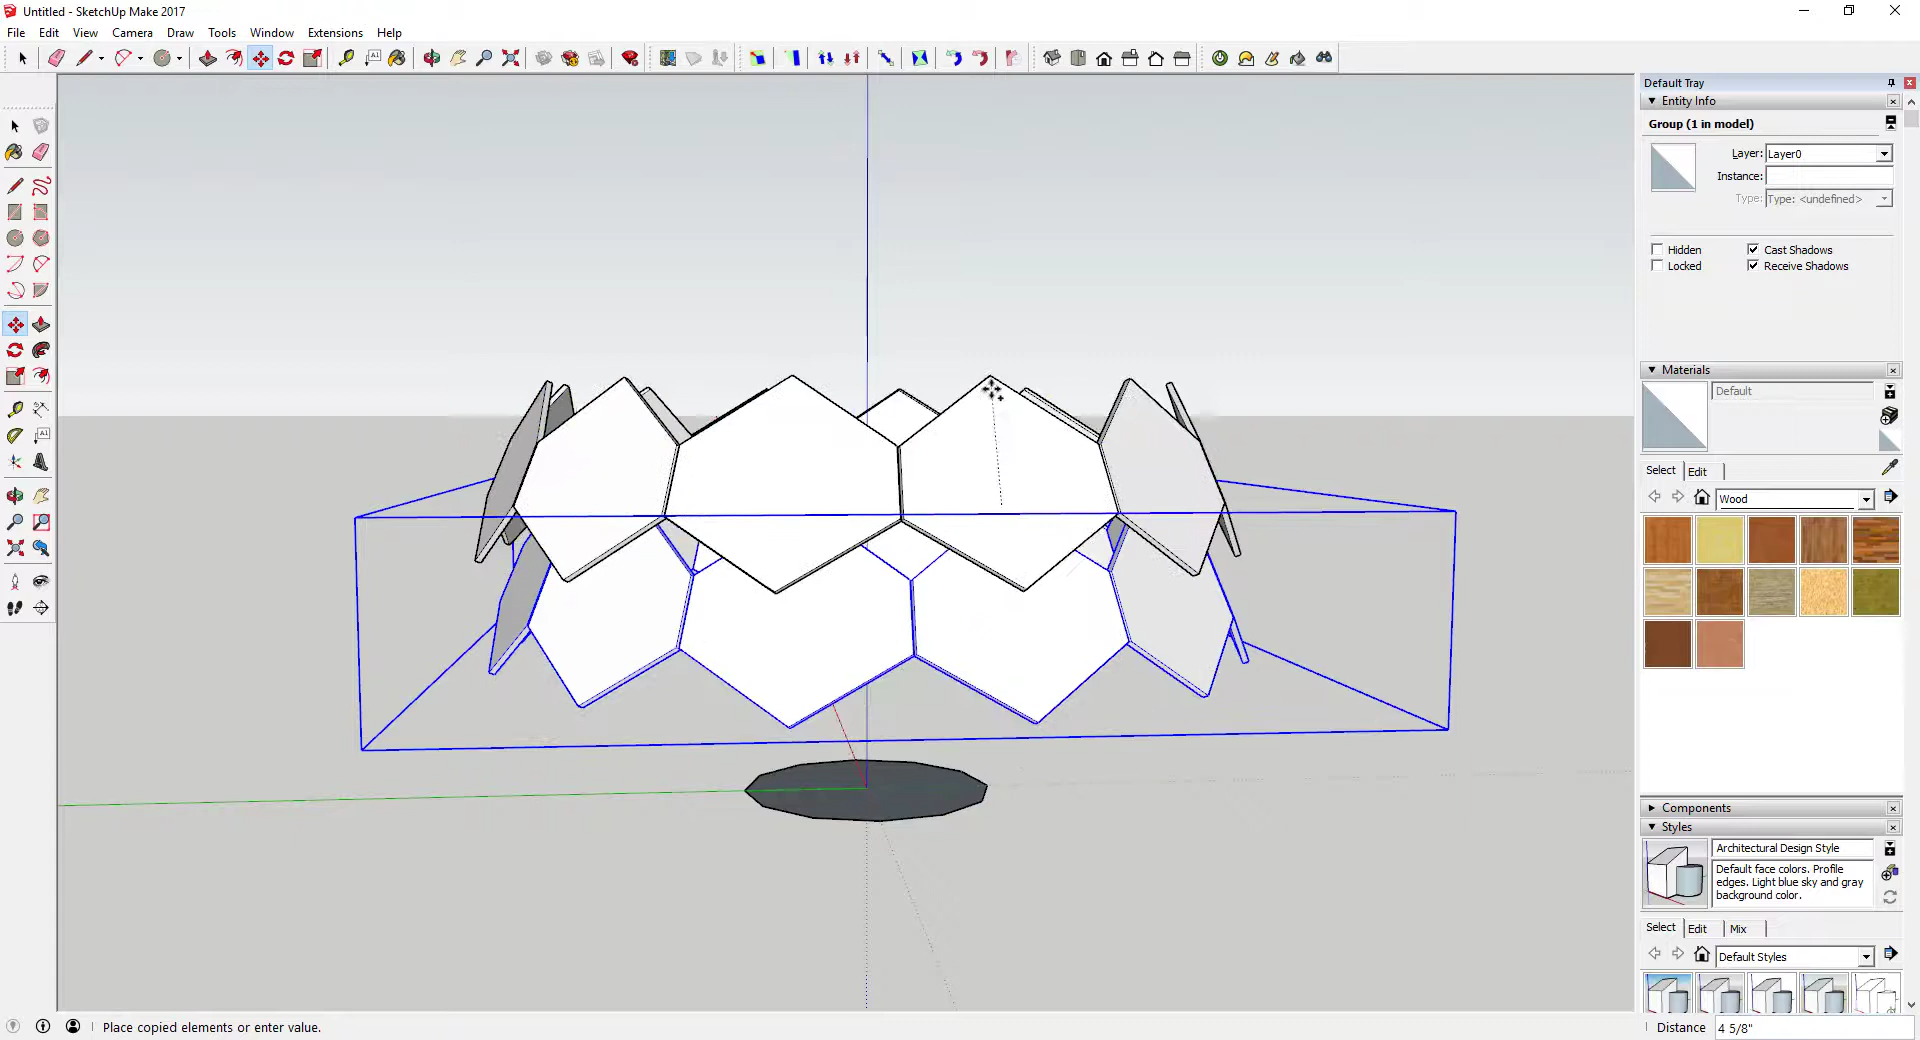 Untitled - SketchUp Make 2017
File Edit View Camera Draw Tools Window Extensions Help
Default Tray
Entity Info
Group (1 in model)
Layer: Layer0
Instance:
Type: Type: <undefined>
Hidden Cast Shadows
Locked Receive Shadows
Materials
Default
Select Edit
Wood
Components
Styles
Architectural Design Style
Default face colors. Profile
edges. Light blue sky and gray
background color.
Select Edit Mix
Default Styles
Place copied elements or enter value.
Distance 4 5/8"